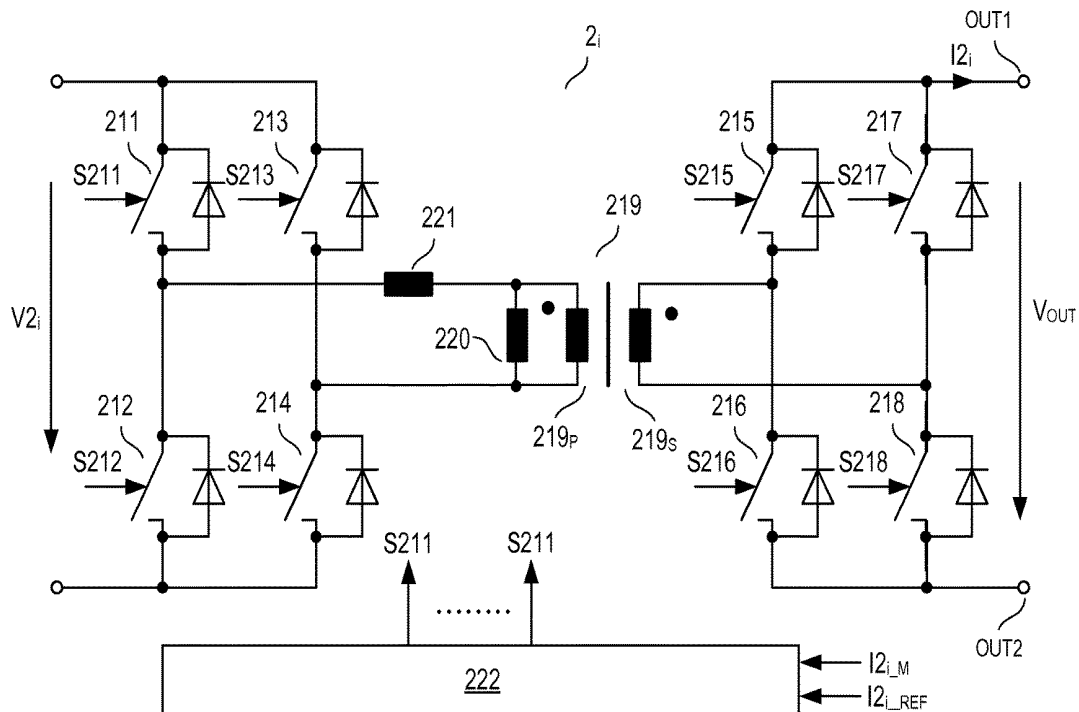 OUT1
2i
I2i
211
213
215
217
S211
S213
S215
S217
219
221
V2i
VOUT
220
212
214
219P
219S
216
218
S212
S214
S216
S218
S211
S211
OUT2
222
I2i_M
I2i_REF